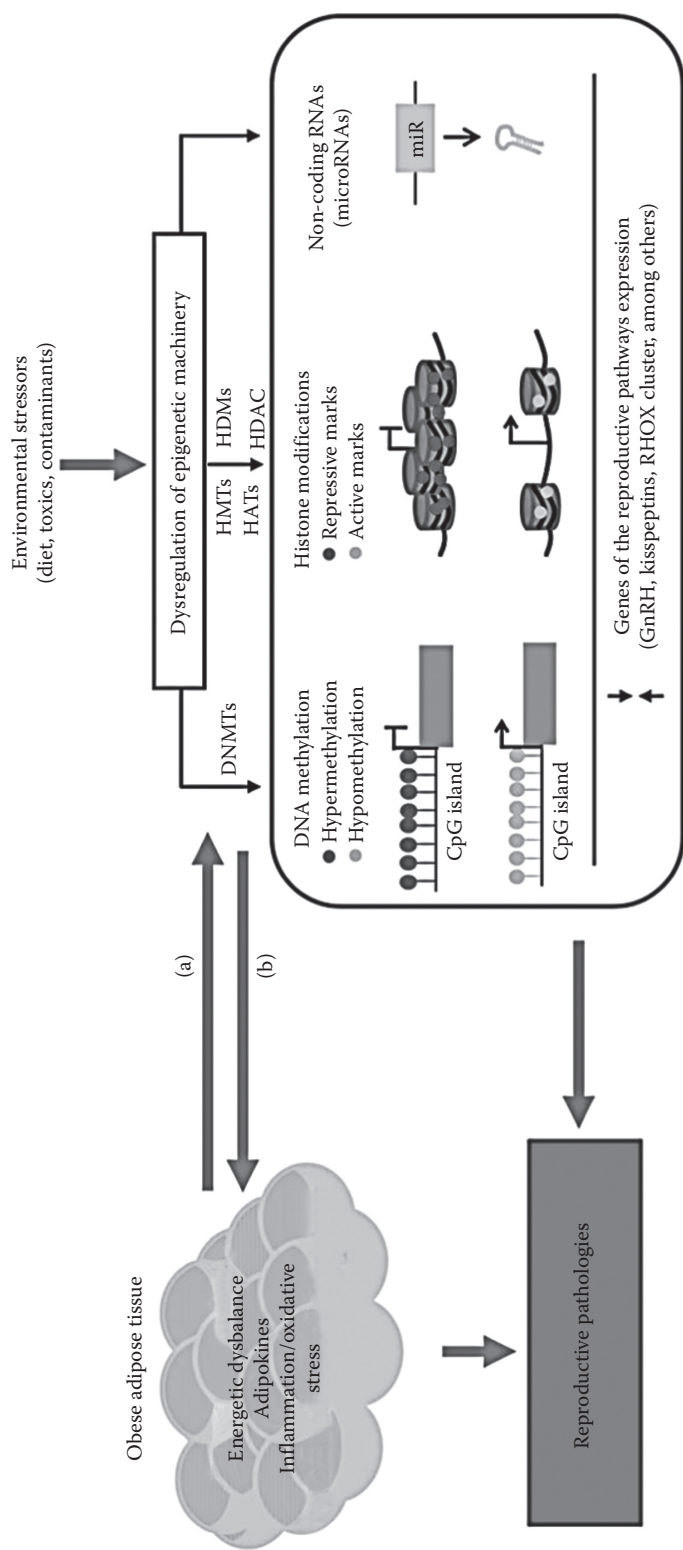 Environmental stressors
(diet, toxics, contaminants)
Obese adipose tissue
Energetic dysbalance
Adipokines
Inflammation/oxidative
stress
(a)
(b)
Dysregulation of epigenetic machinery
DNMTs
HMTs HDMs
HATs HDAC
DNA methylation
Hypermethylation
Hypomethylation
CpG island
CpG island
Histone modifications
Repressive marks
Active marks
Non-coding RNAs
(microRNAs)
miR
Genes of the reproductive pathways expression
(GnRH, kisspeptins, RHOX cluster, among others)
Reproductive pathologies